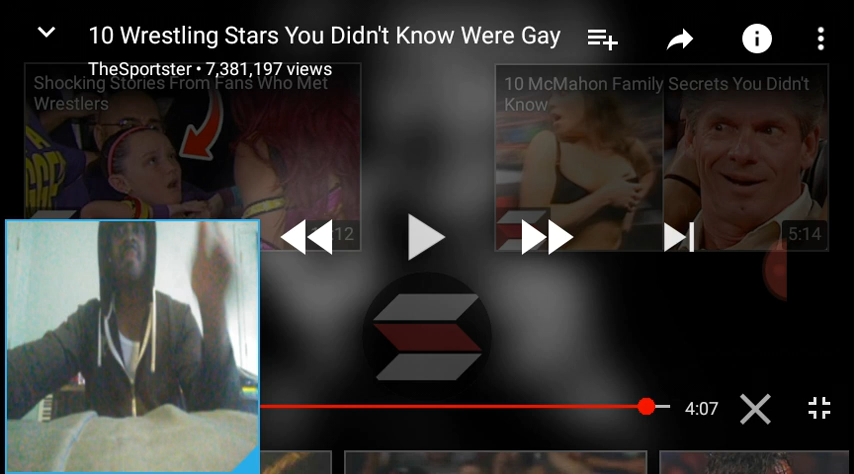 10 Wrestling Stars You Didn't Know Were Gay
TheSportster • 7,381,197 views
Shocking Stories From Fans Who Met
Wrestlers
10 McMahon Family Secrets You Didn't
Know
:12
5:14
4:07